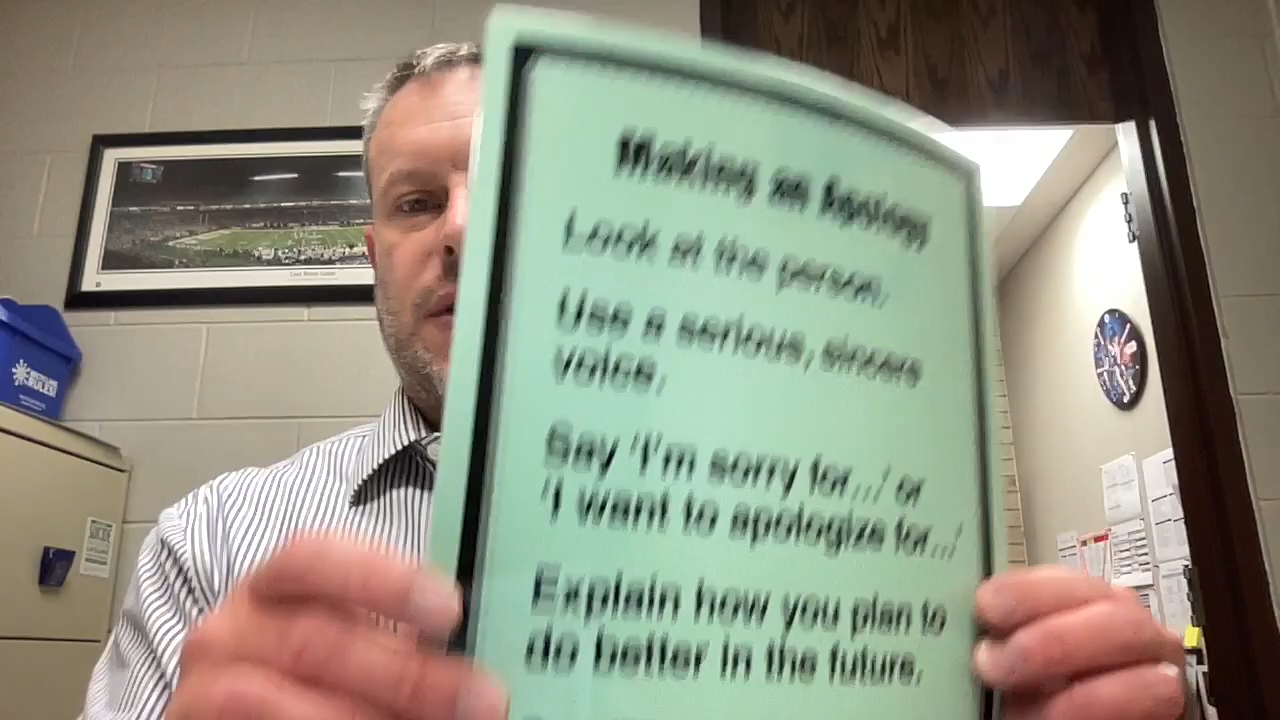 Making an Apology
Look at the person.
Use a serious, sincere
voice.
Say 'I'm sorry for...' or
'I want to apologize for...'
Explain how you plan to
do better in the future.
RULES!